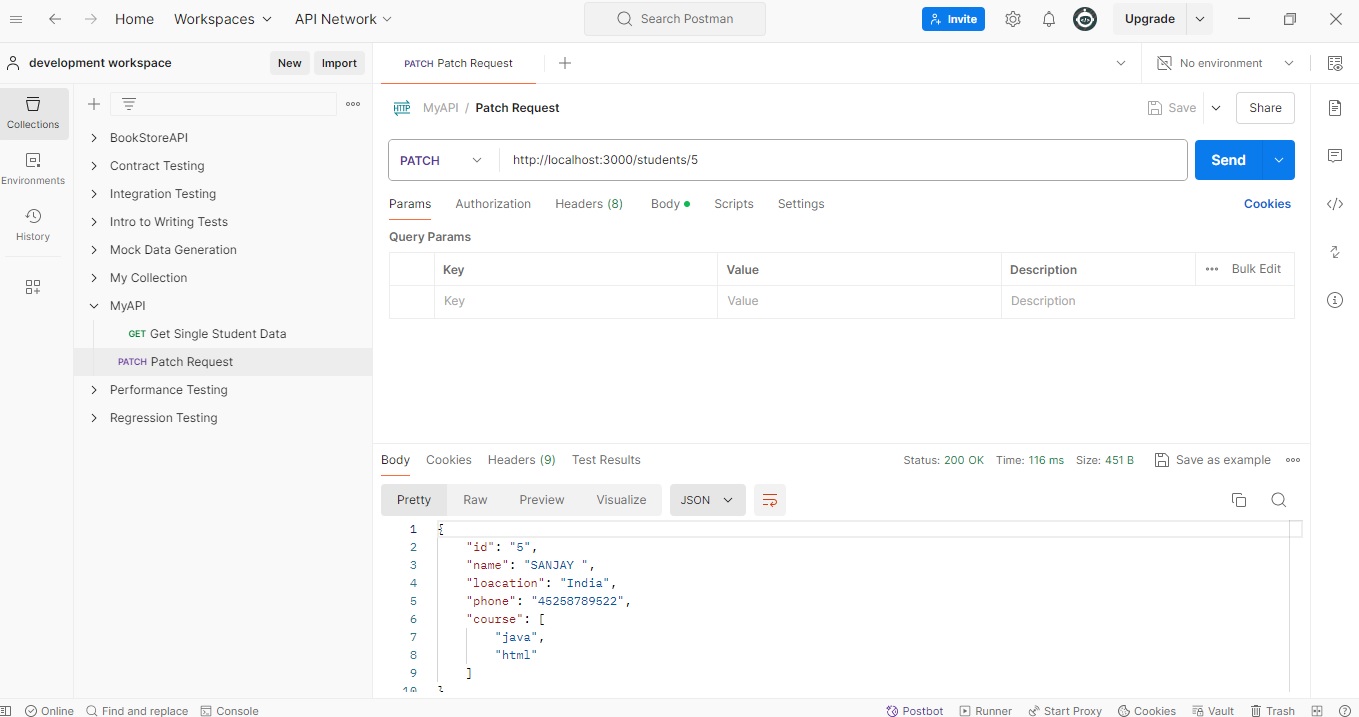 Home Workspaces API Network Search Postman Invite Upgrade
development workspace New Import PATCH Patch Request No environment
Collections
Environments
History
BookStoreAPI
Contract Testing
Integration Testing
Intro to Writing Tests
Mock Data Generation
My Collection
MyAPI
GET Get Single Student Data
PATCH Patch Request
Performance Testing
Regression Testing
HTTP MyAPI / Patch Request Save Share
PATCH http://localhost:3000/students/5 Send
Params Authorization Headers (8) Body Scripts Settings Cookies
Query Params
Key Value Description Bulk Edit
Key Value Description
Body Cookies Headers (9) Test Results Status: 200 OK Time: 116 ms Size: 451 B Save as example
Pretty Raw Preview Visualize JSON
1 {
2 "id": "5",
3 "name": "SANJAY ",
4 "loacation": "India",
5 "phone": "45258789522",
6 "course": [
7 "java",
8 "html"
9 ]
10 }
Online Find and replace Console Postbot Runner Start Proxy Cookies Vault Trash